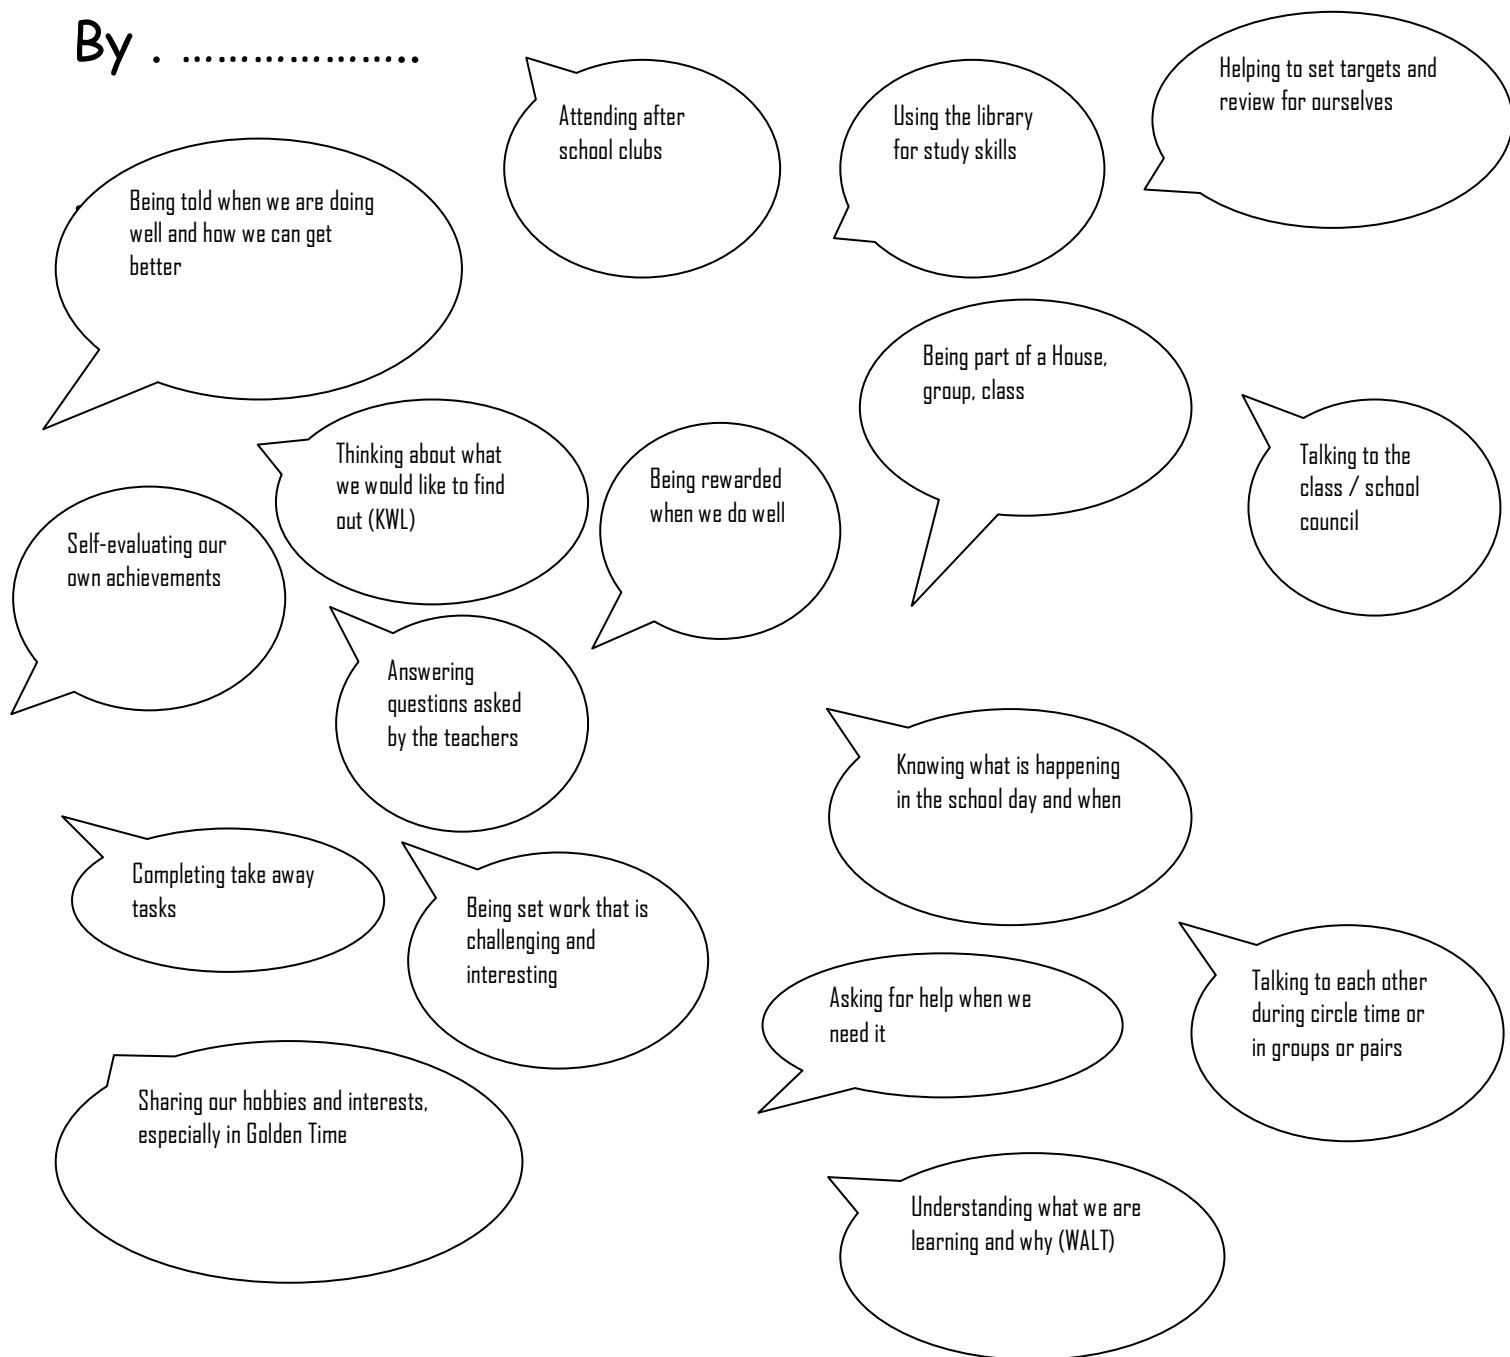 By . ...................
Attending after
school clubs
Using the library
for study skills
Helping to set targets and
review for ourselves
Being told when we are doing
well and how we can get
better
Being part of a House,
group, class
Thinking about what
we would like to find
out (KWL)
Being rewarded
when we do well
Talking to the
class / school
council
Self-evaluating our
own achievements
Answering
questions asked
by the teachers
Knowing what is happening
in the school day and when
Completing take away
tasks
Being set work that is
challenging and
interesting
Asking for help when we
need it
Talking to each other
during circle time or
in groups or pairs
Sharing our hobbies and interests,
especially in Golden Time
Understanding what we are
learning and why (WALT)